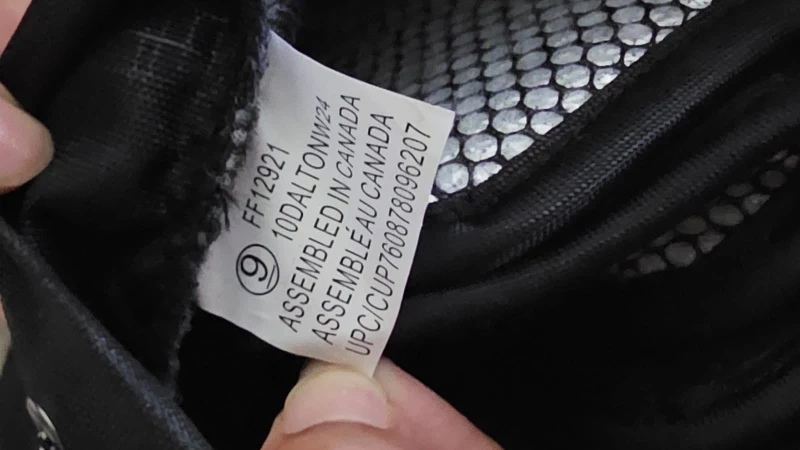 9 FF12921
10DALTONW24
ASSEMBLED IN CANADA
ASSEMBLÉ AU CANADA
UPC/CUP760878096207